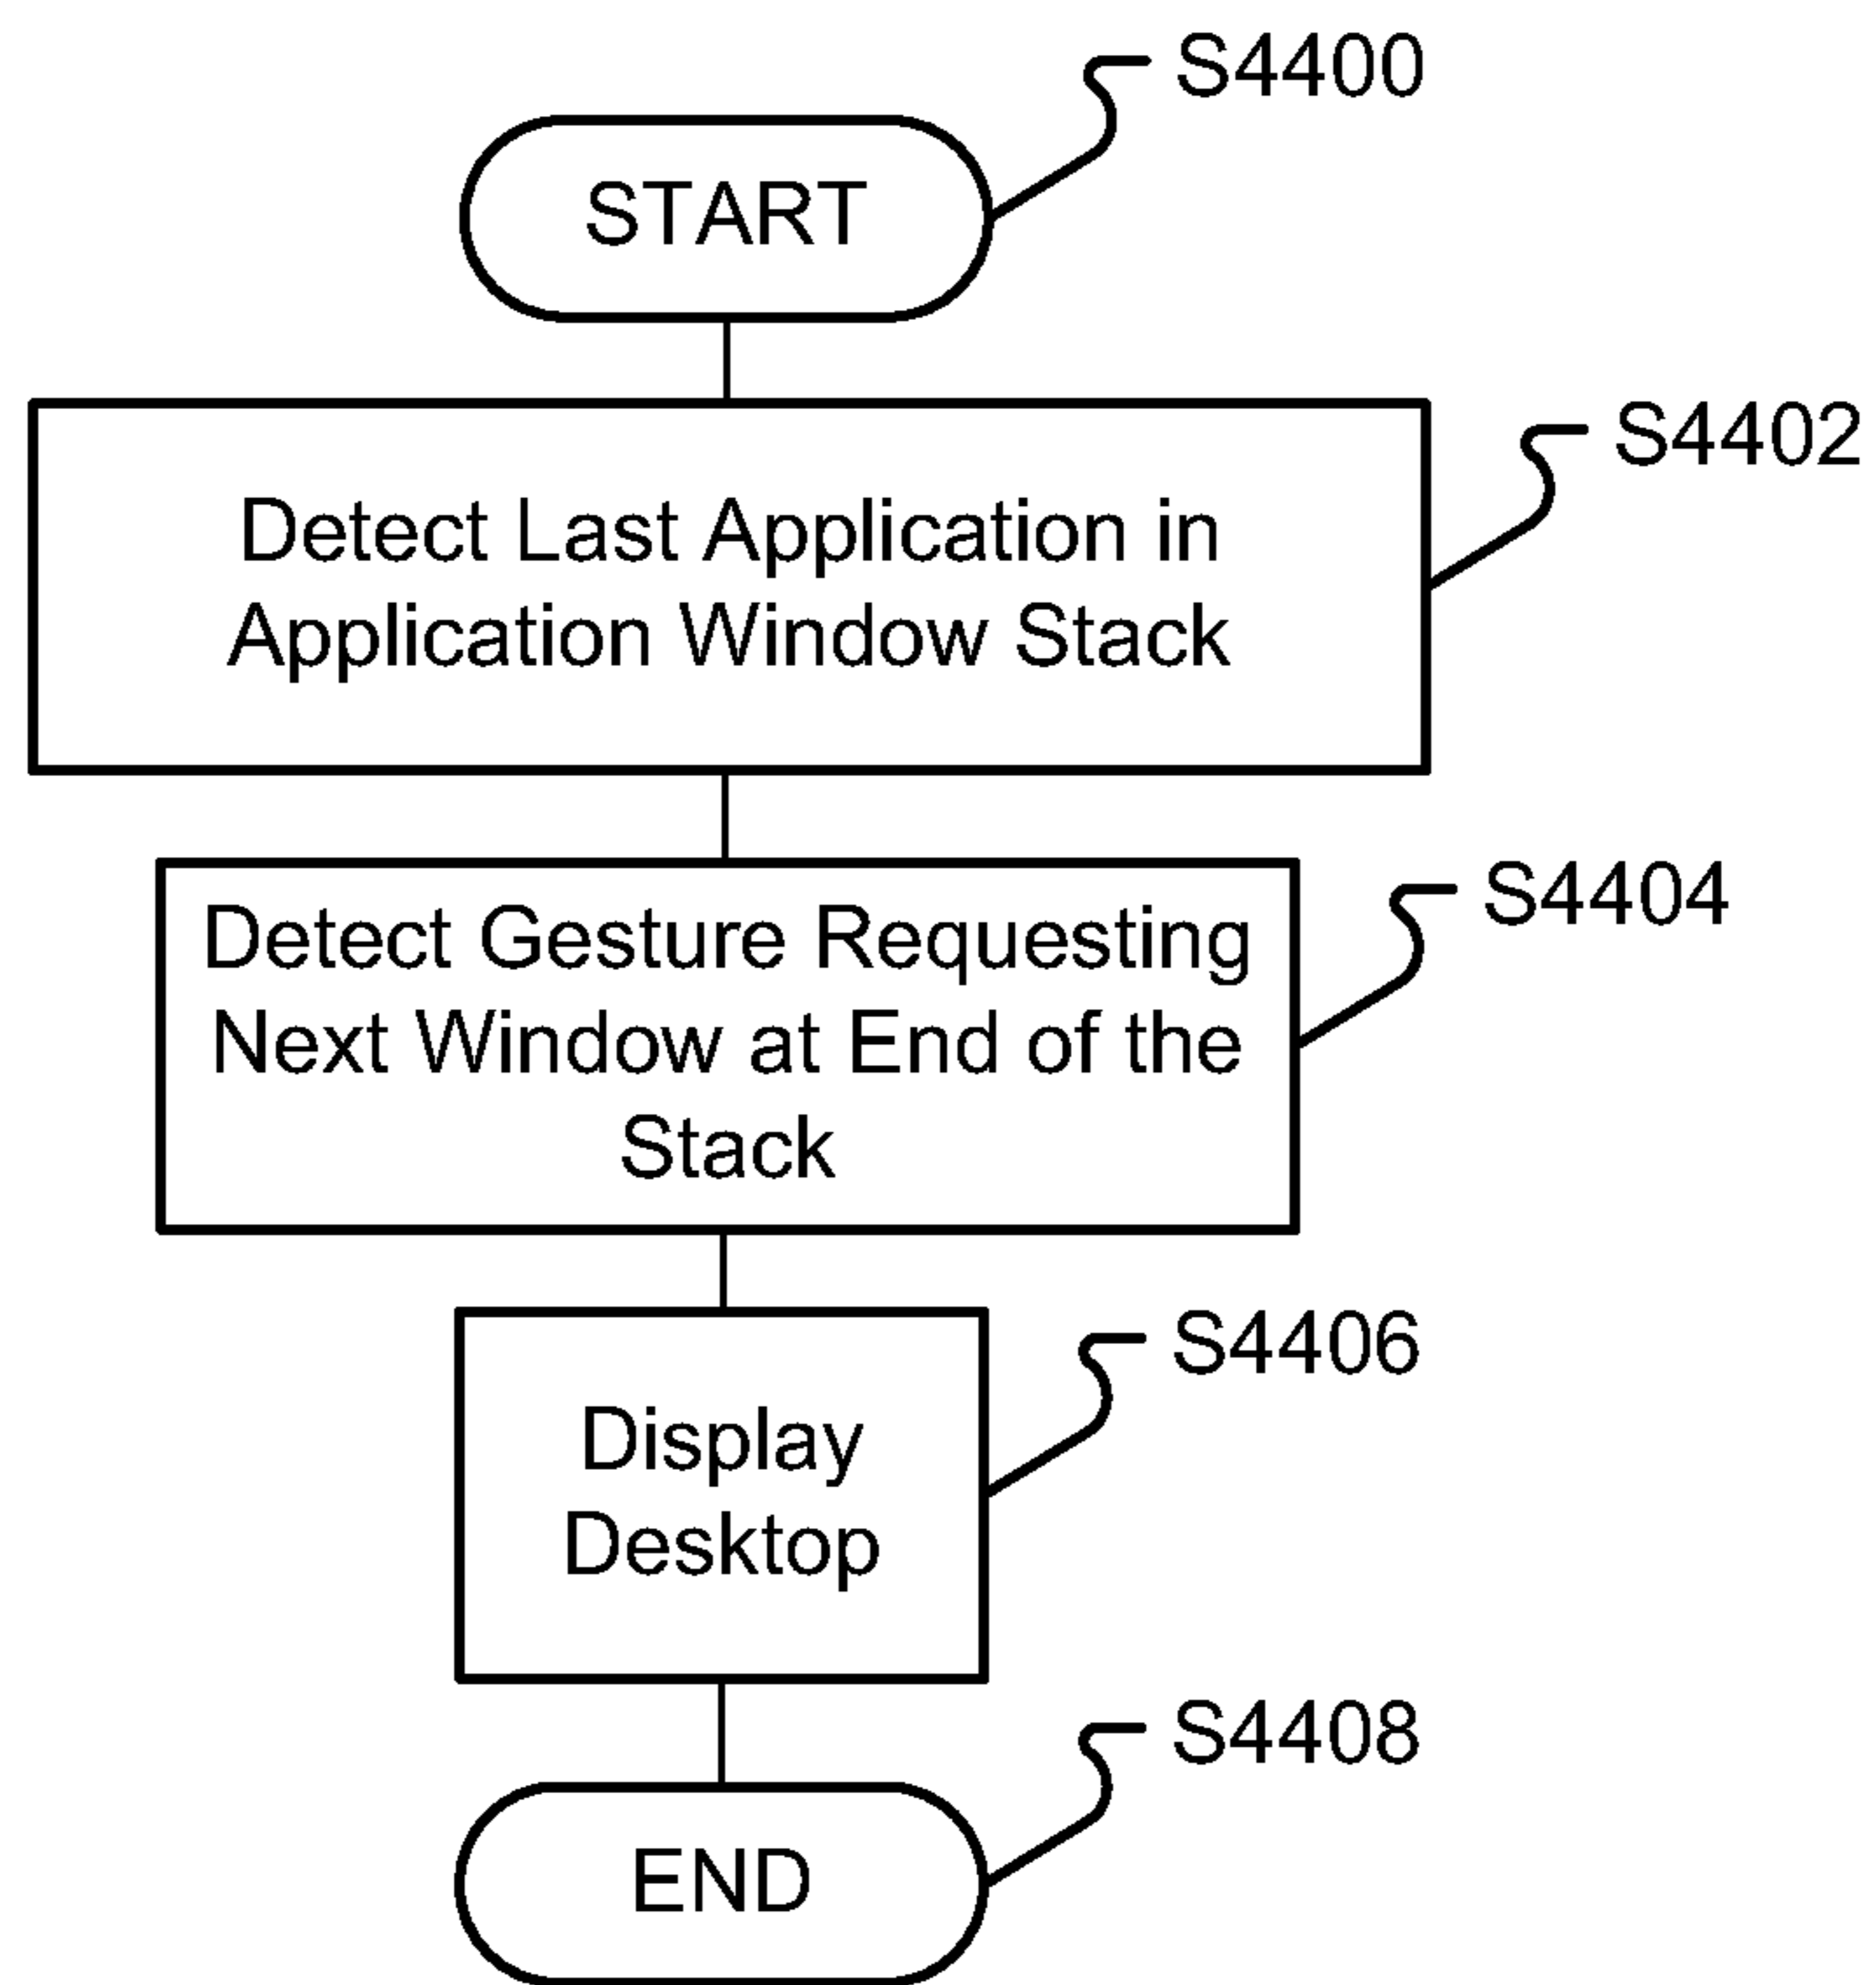 S4400
START
S4402
Detect Last Application in
Application Window Stack
S4404
Detect Gesture Requesting
Next Window at End of the
Stack
S4406
Display
Desktop
S4408
END